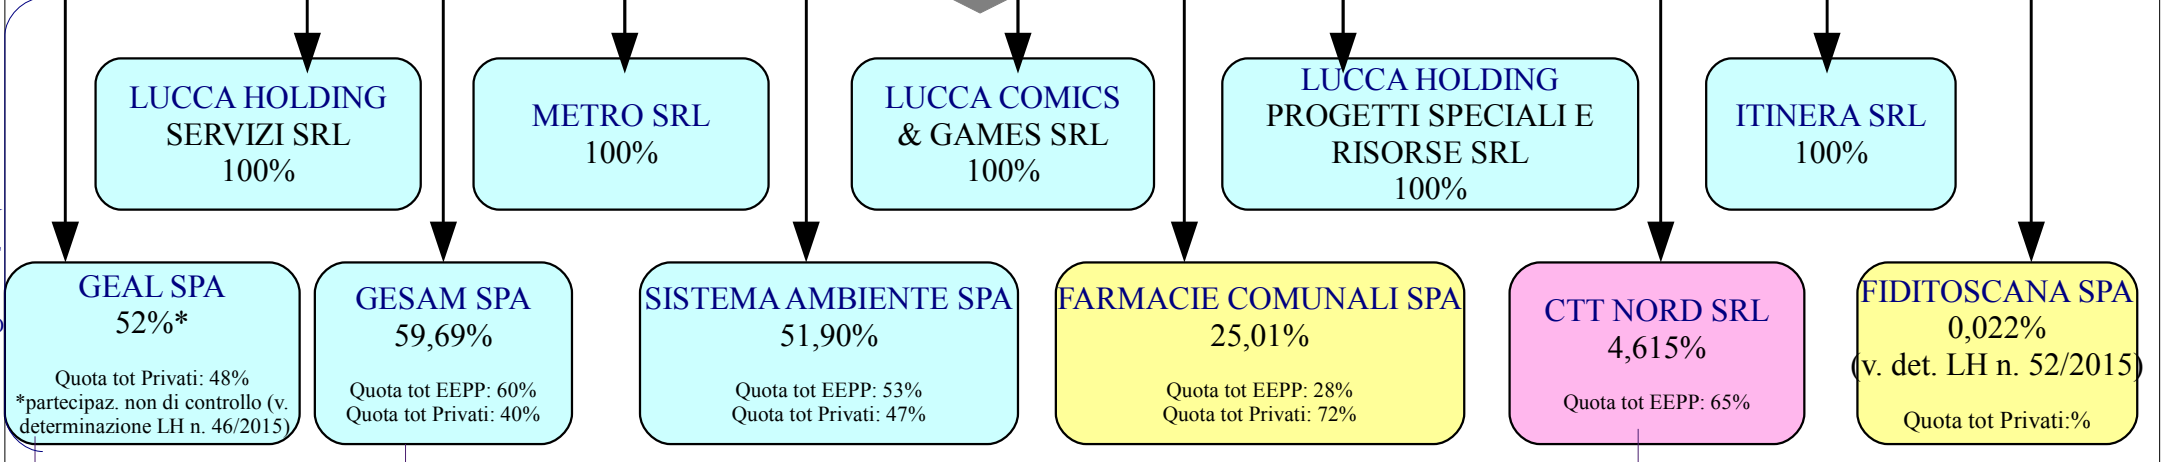 LUCCA HOLDING
SERVIZI SRL
100%
METRO SRL
100%
LUCCA COMICS
& GAMES SRL
100%
LUCCA HOLDING
PROGETTI SPECIALI E
RISORSE SRL
100%
ITINERA SRL
100%
GEAL SPA
52%*
Quota tot Privati: 48%
*partecipaz. non di controllo (v.
determinazione LH n. 46/2015)
GESAM SPA
59,69%
Quota tot EEPP: 60%
Quota tot Privati: 40%
SISTEMA AMBIENTE SPA
51,90%
Quota tot EEPP: 53%
Quota tot Privati: 47%
FARMACIE COMUNALI SPA
25,01%
Quota tot EEPP: 28%
Quota tot Privati: 72%
CTT NORD SRL
4,615%
Quota tot EEPP: 65%
FIDITOSCANA SPA
0,022%
(v. det. LH n. 52/2015)
Quota tot Privati:%